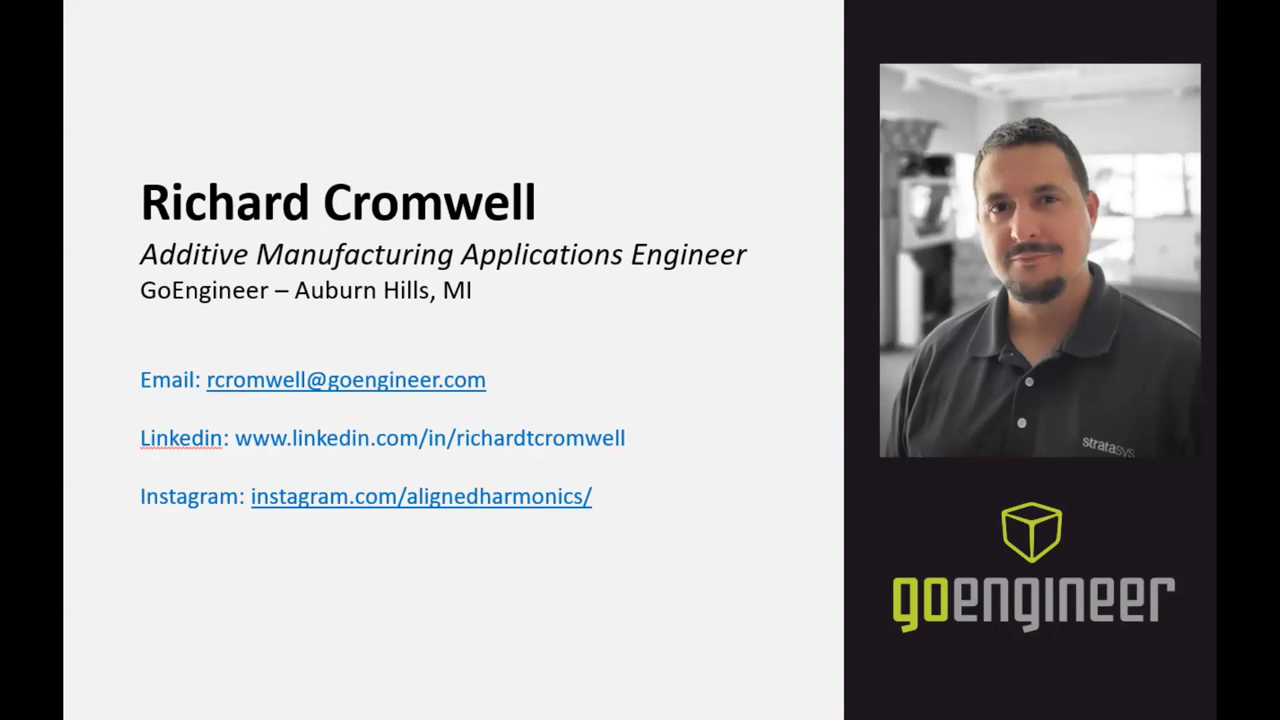 Richard Cromwell
Additive Manufacturing Applications Engineer
GoEngineer – Auburn Hills, MI
Email: rcromwell@goengineer.com
Linkedin: www.linkedin.com/in/richardtcromwell
Instagram: instagram.com/alignedharmonics/
stratasys
goengineer